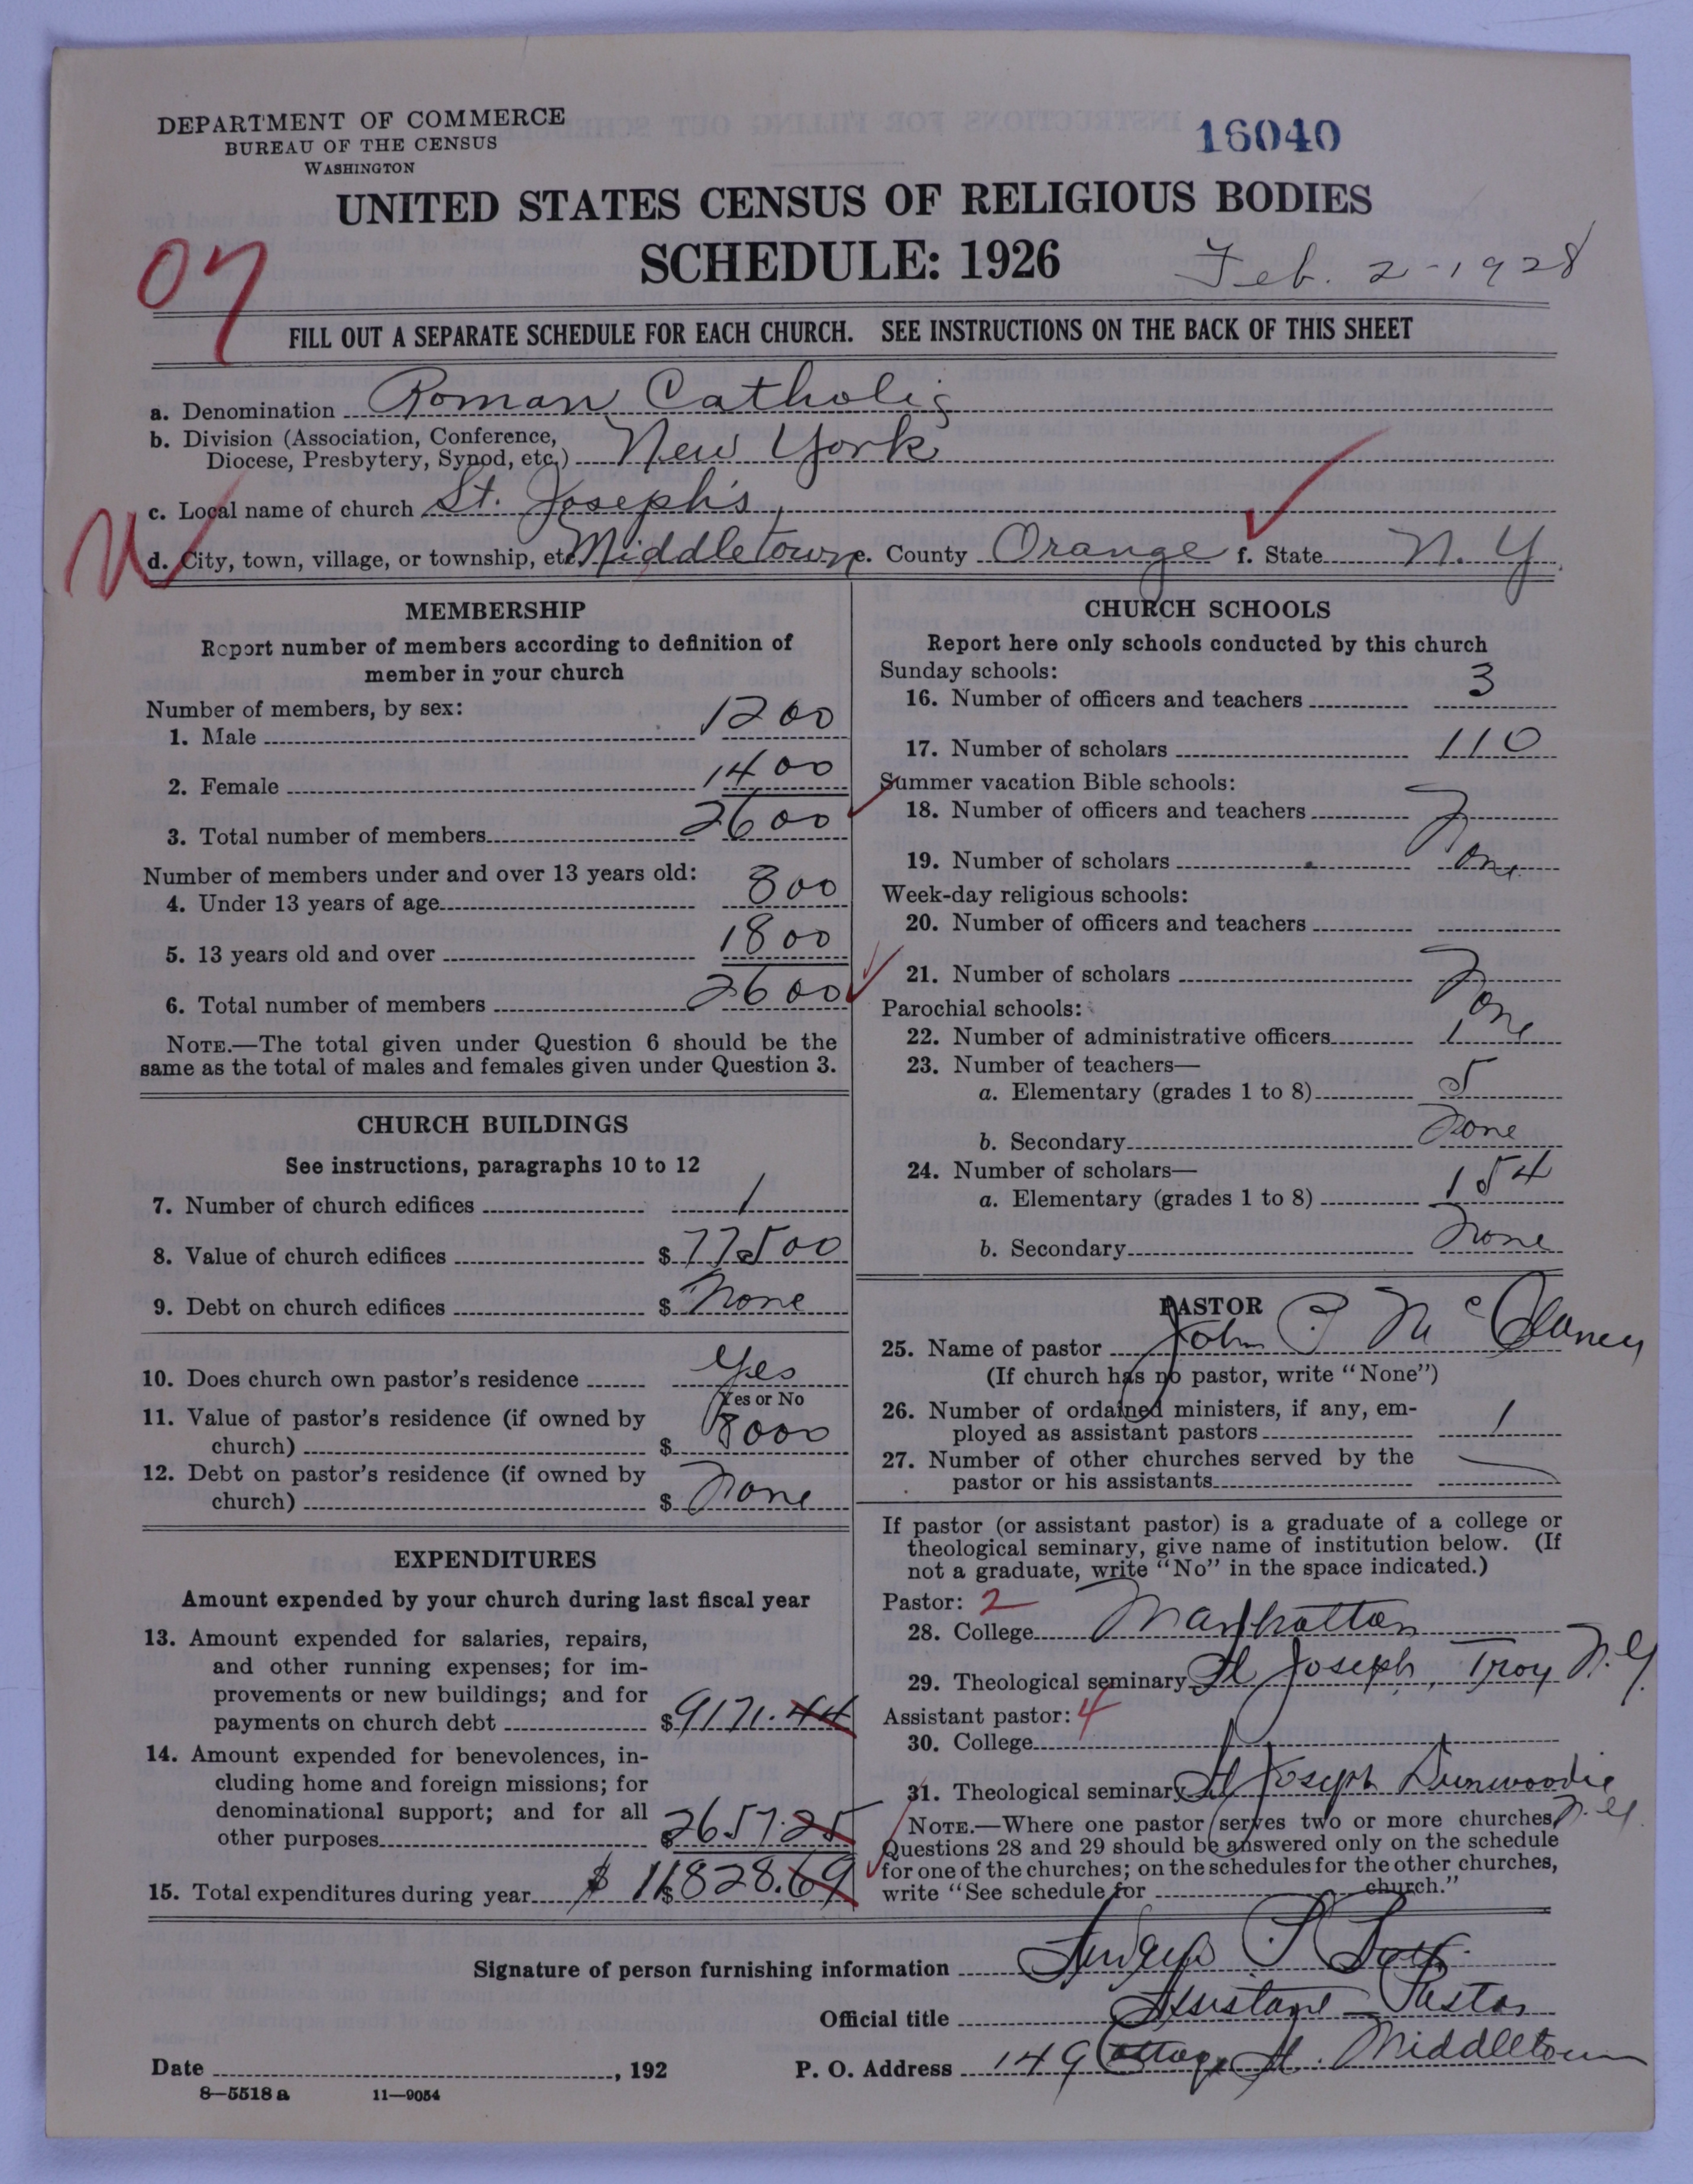 DEPARTMENT OF COMMERCE
BUREAU OF THE CENSUS
WASHINGTON
16040
UNITED STATES CENSUS OF RELIGIOUS BODIES
SCHEDULE: 1926
Feb. 2-1928
07
FILL OUT A SEPARATE SCHEDULE FOR EACH CHURCH. SEE INSTRUCTIONS ON THE BACK OF THIS SHEET
a. Denomination Roman Catholic
b. Division (Association, Conference, Diocese, Presbytery, Synod, etc.) New York
c. Local name of church St. Joseph's
d. City, town, village, or township, etc. Middletown e. County Orange f. State N. Y.
MEMBERSHIP
Report number of members according to definition of
member in your church
Number of members, by sex:
1. Male 1200
2. Female 1400
3. Total number of members 2600
Number of members under and over 13 years old:
4. Under 13 years of age 800
5. 13 years old and over 1800
6. Total number of members 2600
NOTE.—The total given under Question 6 should be the
same as the total of males and females given under Question 3.
CHURCH BUILDINGS
See instructions, paragraphs 10 to 12
7. Number of church edifices 1
8. Value of church edifices $ 77500
9. Debt on church edifices $ None
10. Does church own pastor's residence Yes
Yes or No
11. Value of pastor's residence (if owned by
church) $ 8000
12. Debt on pastor's residence (if owned by
church) $ None
EXPENDITURES
Amount expended by your church during last fiscal year
13. Amount expended for salaries, repairs,
and other running expenses; for im-
provements or new buildings; and for
payments on church debt $ 9171.44
14. Amount expended for benevolences, in-
cluding home and foreign missions; for
denominational support; and for all
other purposes $ 2657.25
15. Total expenditures during year $ 11828.69
CHURCH SCHOOLS
Report here only schools conducted by this church
Sunday schools:
16. Number of officers and teachers 3
17. Number of scholars 110
Summer vacation Bible schools:
18. Number of officers and teachers
19. Number of scholars None
Week-day religious schools:
20. Number of officers and teachers
21. Number of scholars None
Parochial schools:
22. Number of administrative officers 1
23. Number of teachers—
a. Elementary (grades 1 to 8) 5
b. Secondary None
24. Number of scholars—
a. Elementary (grades 1 to 8) 154
b. Secondary None
PASTOR
25. Name of pastor John P McClancy
(If church has no pastor, write "None")
26. Number of ordained ministers, if any, em-
ployed as assistant pastors 1
27. Number of other churches served by the
pastor or his assistants
If pastor (or assistant pastor) is a graduate of a college or
theological seminary, give name of institution below. (If
not a graduate, write "No" in the space indicated.)
Pastor: 2
28. College Manhattan
29. Theological seminary St Joseph, Troy N.Y.
Assistant pastor: 4
30. College
31. Theological seminary St Joseph Dunwoodie N.Y.
NOTE.—Where one pastor serves two or more churches,
Questions 28 and 29 should be answered only on the schedule
for one of the churches; on the schedules for the other churches,
write "See schedule for church."
Signature of person furnishing information
Official title Assistant-Pastor
Date , 192 P. O. Address 149 Cottage St. Middletown
8—5518a 11—9054